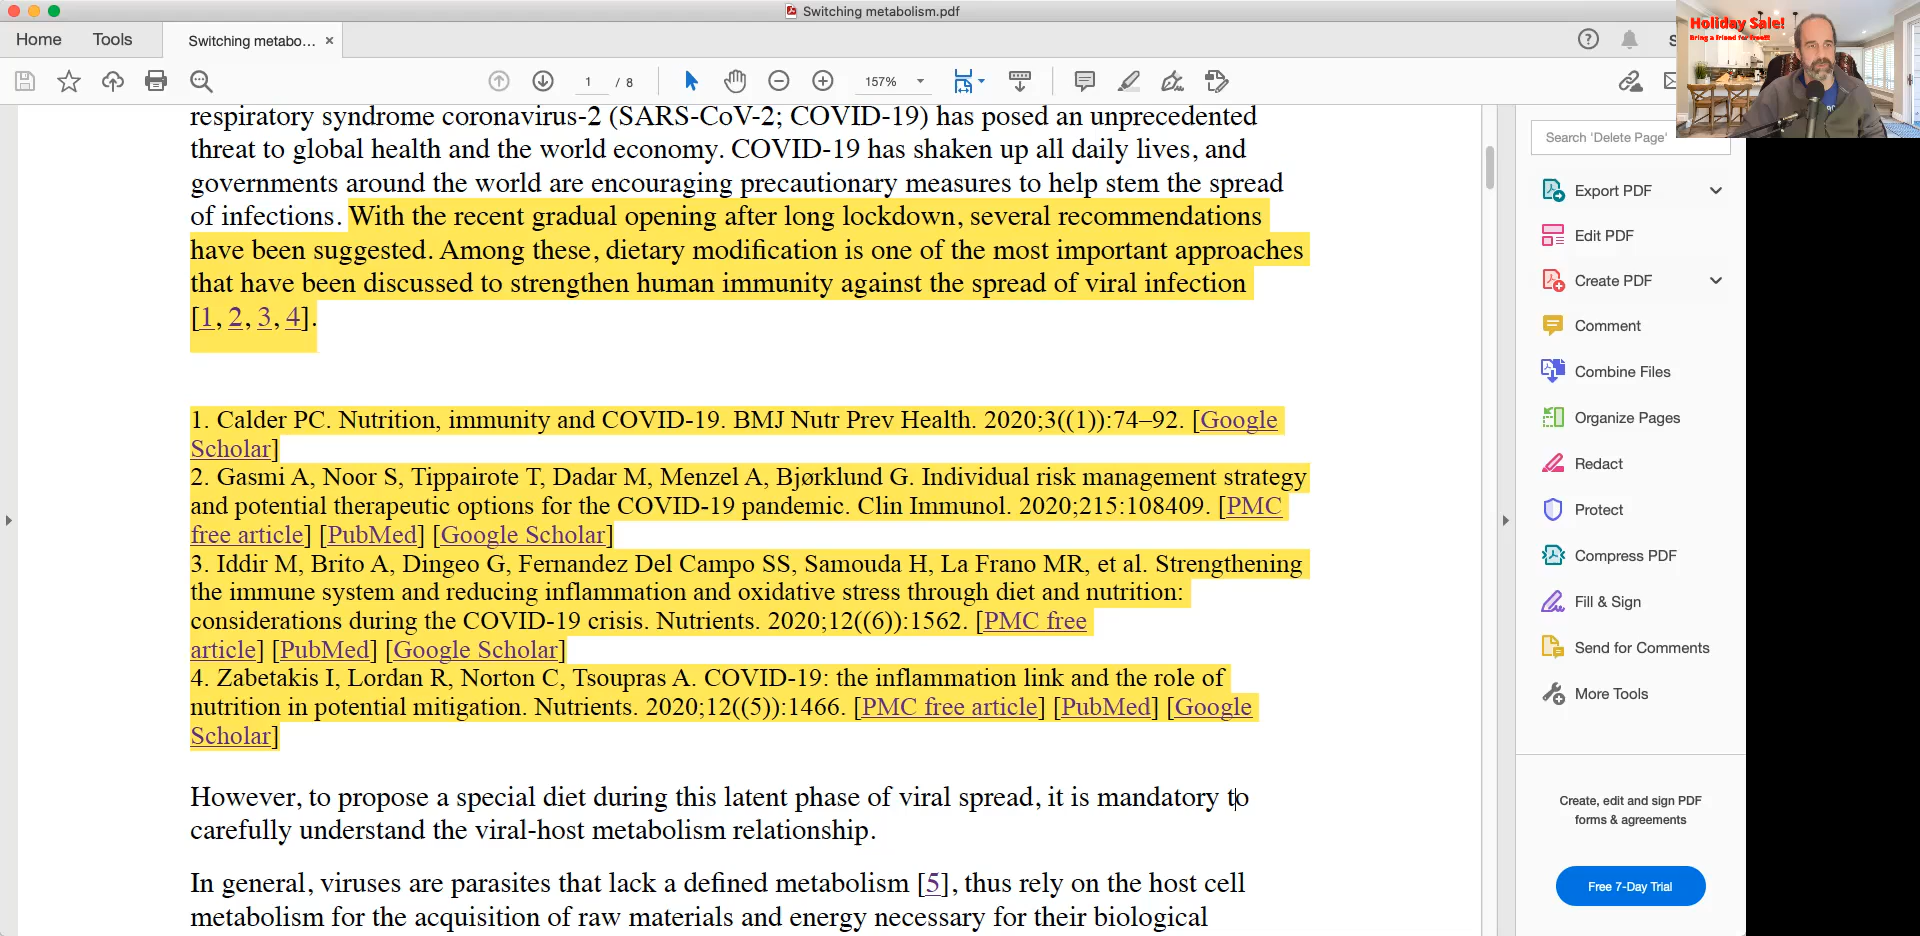 Switching metabolism.pdf
Home
Tools
Switching metabo... ×
1 / 8
157%
Holiday Sale!
Bring a friend for free!!!
respiratory syndrome coronavirus-2 (SARS-CoV-2; COVID-19) has posed an unprecedented
threat to global health and the world economy. COVID-19 has shaken up all daily lives, and
governments around the world are encouraging precautionary measures to help stem the spread
of infections. With the recent gradual opening after long lockdown, several recommendations
have been suggested. Among these, dietary modification is one of the most important approaches
that have been discussed to strengthen human immunity against the spread of viral infection
[1, 2, 3, 4].
1. Calder PC. Nutrition, immunity and COVID-19. BMJ Nutr Prev Health. 2020;3((1)):74–92. [Google
Scholar]
2. Gasmi A, Noor S, Tippairote T, Dadar M, Menzel A, Bjørklund G. Individual risk management strategy
and potential therapeutic options for the COVID-19 pandemic. Clin Immunol. 2020;215:108409. [PMC
free article] [PubMed] [Google Scholar]
3. Iddir M, Brito A, Dingeo G, Fernandez Del Campo SS, Samouda H, La Frano MR, et al. Strengthening
the immune system and reducing inflammation and oxidative stress through diet and nutrition:
considerations during the COVID-19 crisis. Nutrients. 2020;12((6)):1562. [PMC free
article] [PubMed] [Google Scholar]
4. Zabetakis I, Lordan R, Norton C, Tsoupras A. COVID-19: the inflammation link and the role of
nutrition in potential mitigation. Nutrients. 2020;12((5)):1466. [PMC free article] [PubMed] [Google
Scholar]
However, to propose a special diet during this latent phase of viral spread, it is mandatory to
carefully understand the viral-host metabolism relationship.
In general, viruses are parasites that lack a defined metabolism [5], thus rely on the host cell
metabolism for the acquisition of raw materials and energy necessary for their biological
Search 'Delete Page'
Export PDF
Edit PDF
Create PDF
Comment
Combine Files
Organize Pages
Redact
Protect
Compress PDF
Fill & Sign
Send for Comments
More Tools
Create, edit and sign PDF
forms & agreements
Free 7-Day Trial